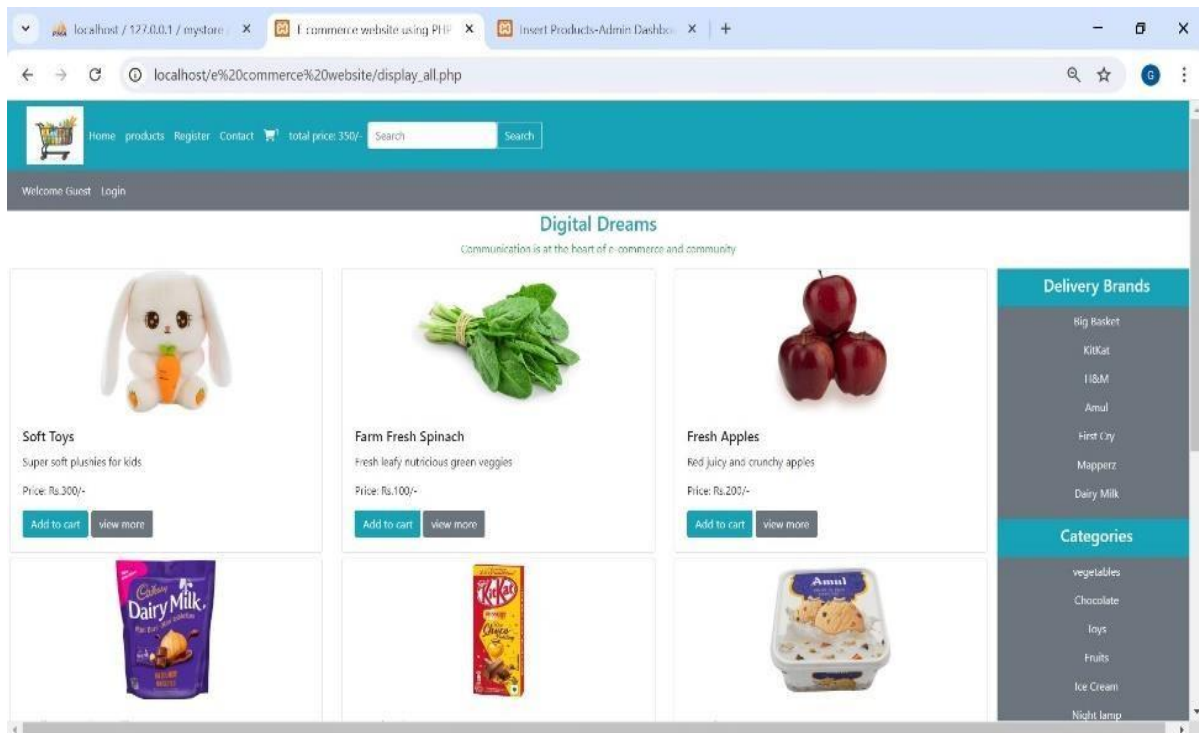 localhost / 127.0.0.1 / mystore
E commerce website using PHP
Insert Products-Admin Dashbo
localhost/e%20commerce%20website/display_all.php
G
Home products Register Contact 1 total price: 350/- Search Search
Welcome Guest Login
Digital Dreams
Communication is at the heart of e-commerce and community
Soft Toys
Super soft plushies for kids
Price: Rs.300/-
Add to cart view more
Farm Fresh Spinach
Fresh leafy nutricious green veggies
Price: Rs.100/-
Add to cart view more
Fresh Apples
Red juicy and crunchy apples
Price: Rs.200/-
Add to cart view more
Cadbury
Dairy Milk
KitKat
Amul
Delivery Brands
Big Basket
KitKat
H&M
Amul
First Cry
Mapperz
Dairy Milk
Categories
vegetables
Chocolate
Toys
Fruits
Ice Cream
Night lamp